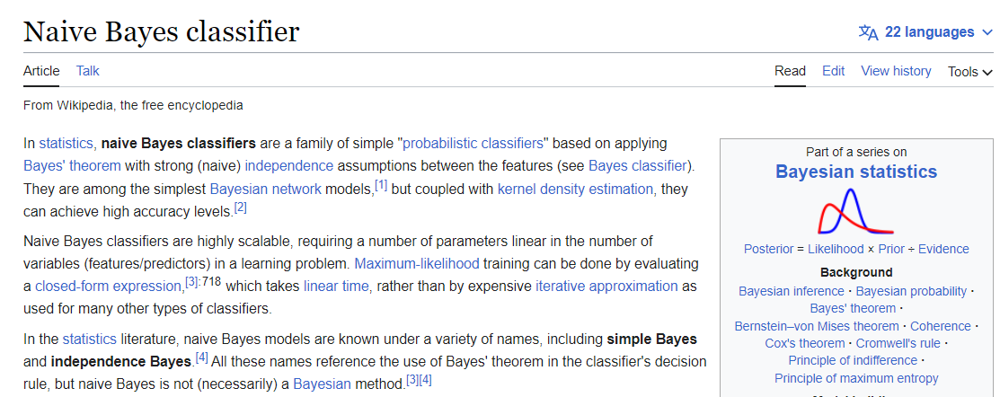 Naive Bayes classifier
22 languages
Article Talk
Read Edit View history Tools
From Wikipedia, the free encyclopedia
In statistics, naive Bayes classifiers are a family of simple "probabilistic classifiers" based on applying
Bayes' theorem with strong (naive) independence assumptions between the features (see Bayes classifier).
They are among the simplest Bayesian network models,[1] but coupled with kernel density estimation, they
can achieve high accuracy levels.[2]
Naive Bayes classifiers are highly scalable, requiring a number of parameters linear in the number of
variables (features/predictors) in a learning problem. Maximum-likelihood training can be done by evaluating
a closed-form expression,[3]:718 which takes linear time, rather than by expensive iterative approximation as
used for many other types of classifiers.
In the statistics literature, naive Bayes models are known under a variety of names, including simple Bayes
and independence Bayes.[4] All these names reference the use of Bayes' theorem in the classifier's decision
rule, but naive Bayes is not (necessarily) a Bayesian method.[3][4]
Part of a series on
Bayesian statistics
Posterior = Likelihood × Prior ÷ Evidence
Background
Bayesian inference · Bayesian probability ·
Bayes' theorem ·
Bernstein–von Mises theorem · Coherence ·
Cox's theorem · Cromwell's rule ·
Principle of indifference ·
Principle of maximum entropy